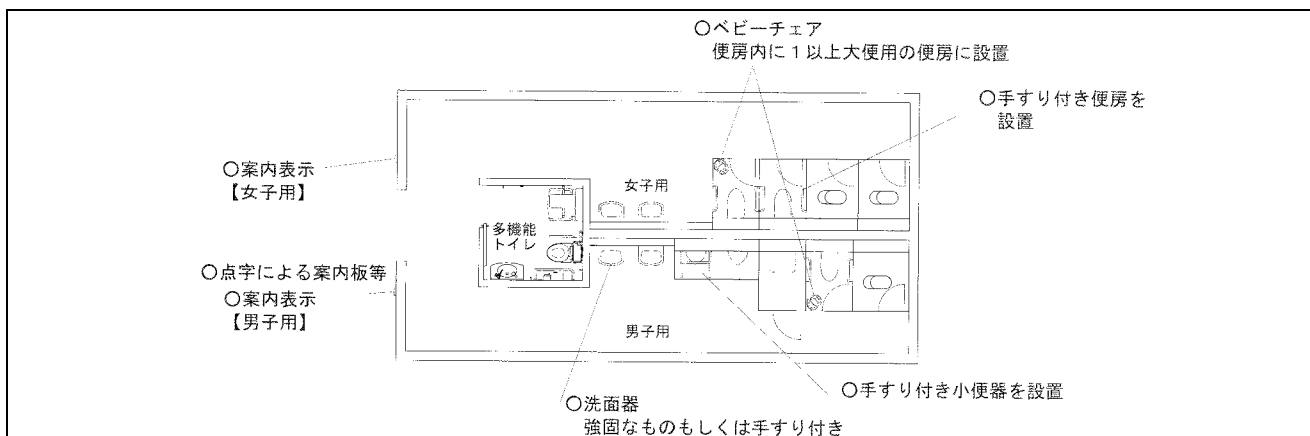 ○ベビーチェア
便房内に1以上大便用の便房に設置
○手すり付き便房を
設置
○案内表示
【女子用】
女子用
多機能
トイレ
○点字による案内板等
○案内表示
【男子用】
男子用
○手すり付き小便器を設置
○洗面器
強固なものもしくは手すり付き